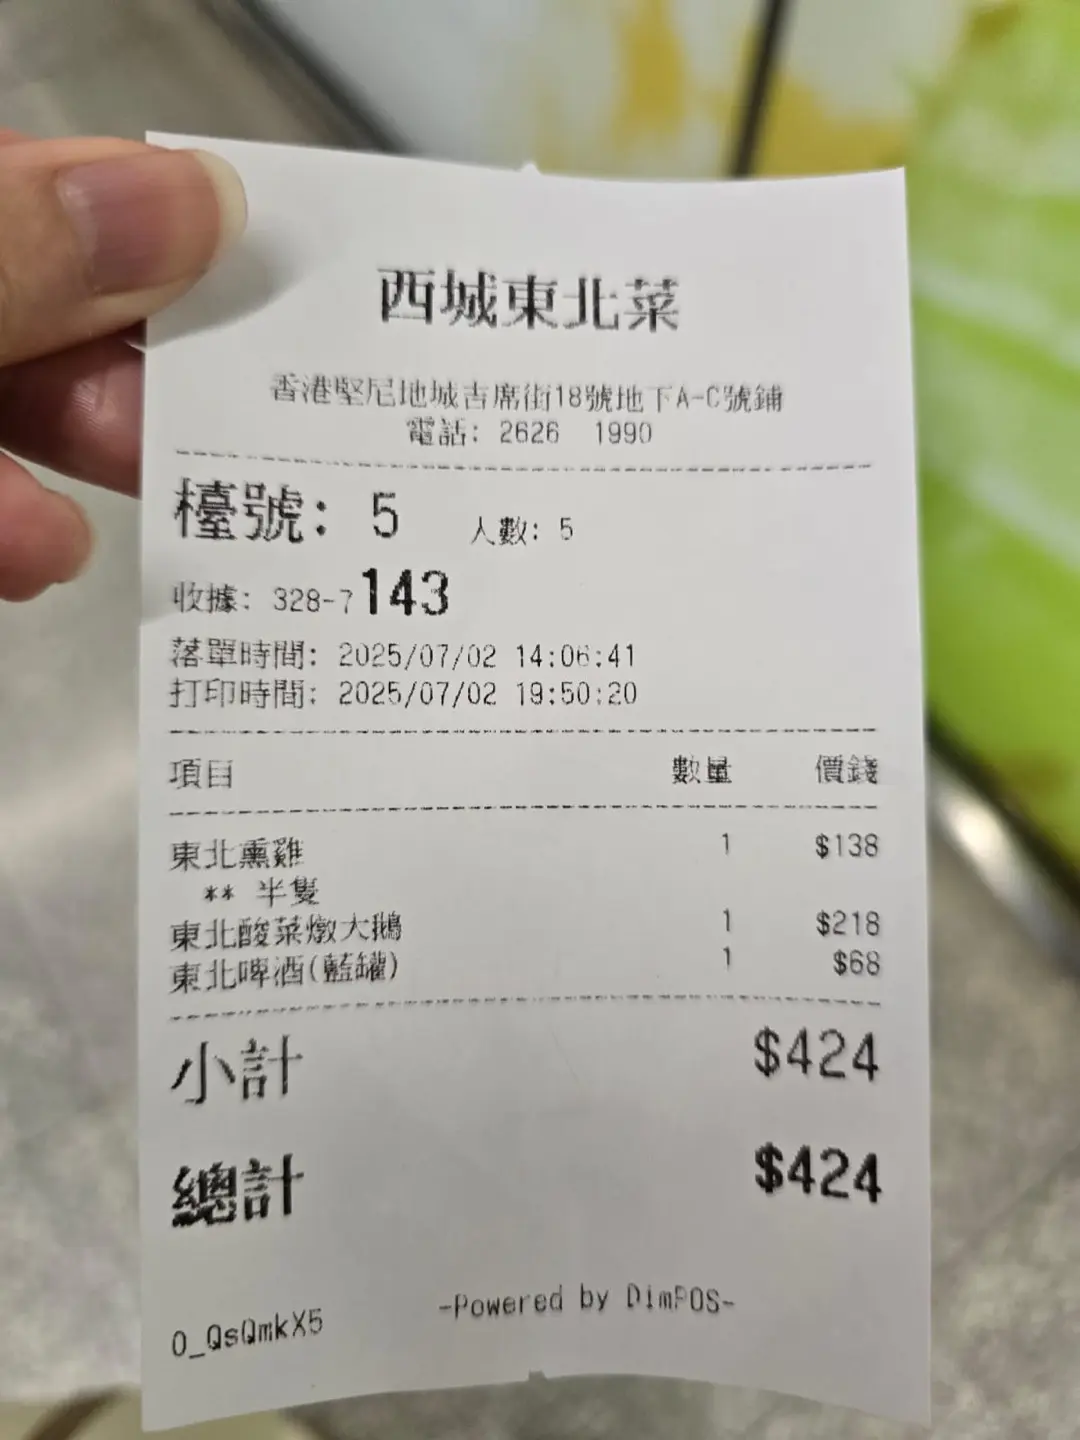 西城東北菜
香港堅尼地城吉席街18號地下A-C號鋪
電話: 2626 1990
檯號: 5 人數: 5
收據: 328-7143
落單時間: 2025/07/02 14:06:41
打印時間: 2025/07/02 19:50:20
項目 數量 價錢
東北熏雞 1 $138
** 半隻
東北酸菜燉大鵝 1 $218
東北啤酒(藍罐) 1 $68
小計 $424
總計 $424
-Powered by DimPOS-
O_QsQmkX5